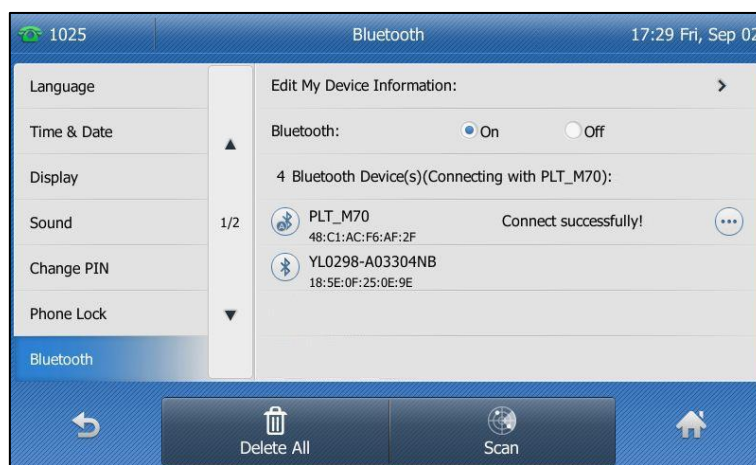 1025 Bluetooth 17:29 Fri, Sep 02
Language
Time & Date
Display
Sound
Change PIN
Phone Lock
Bluetooth
1/2
Edit My Device Information:
Bluetooth: On Off
4 Bluetooth Device(s)(Connecting with PLT_M70):
PLT_M70 Connect successfully!
48:C1:AC:F6:AF:2F
YL0298-A03304NB
18:5E:0F:25:0E:9E
Delete All Scan